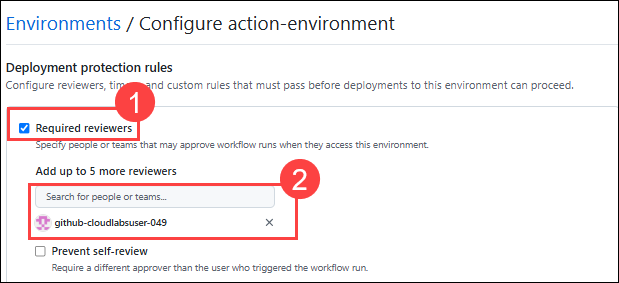 Environments / Configure action-environment
Deployment protection rules
Configure reviewers, and custom rules that must pass before deployments to this environment can proceed.
1
Required reviewers
Specify people or teams that may approve workflow runs when they access this environment.
Add up to 5 more reviewers
2
Search for people or teams...
github-cloudlabsuser-049 ×
Prevent self-review
Require a different approver than the user who triggered the workflow run.